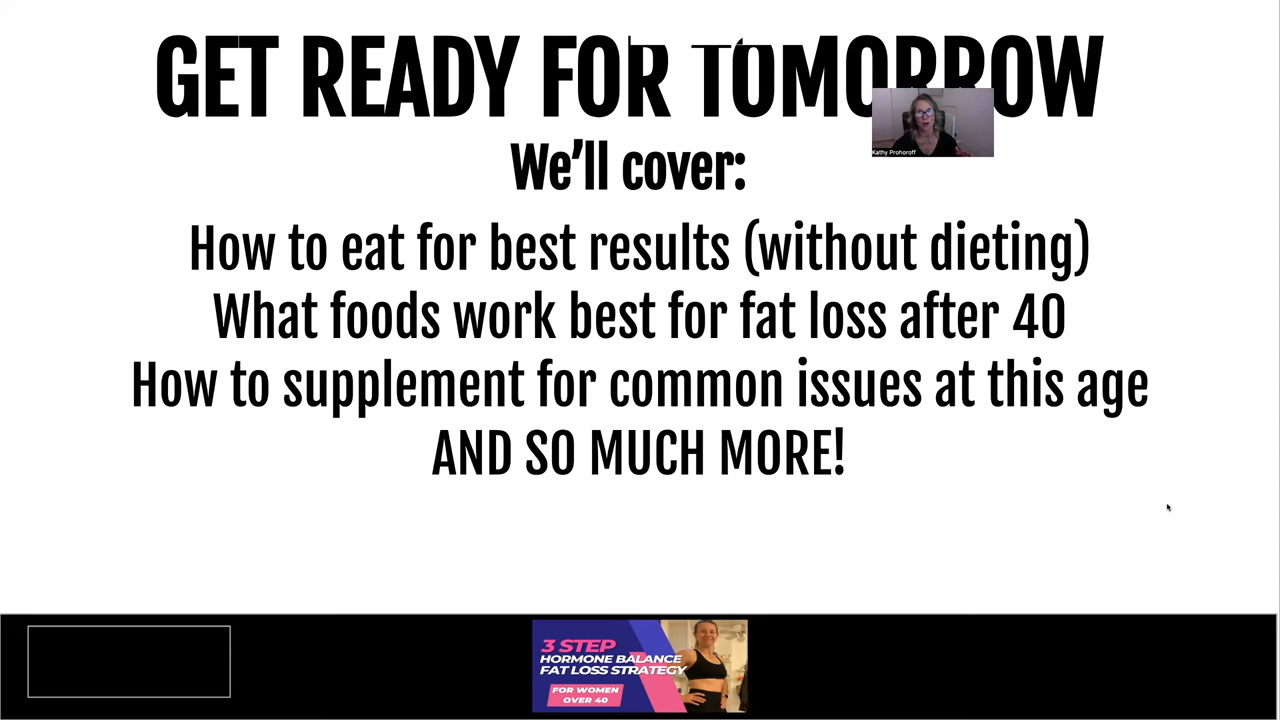 GET READY FOR TOMORROW
Kathy Prohoroff
We'll cover:
How to eat for best results (without dieting)
What foods work best for fat loss after 40
How to supplement for common issues at this age
AND SO MUCH MORE!
3 STEP
HORMONE BALANCE
FAT LOSS STRATEGY
FOR WOMEN
OVER 40